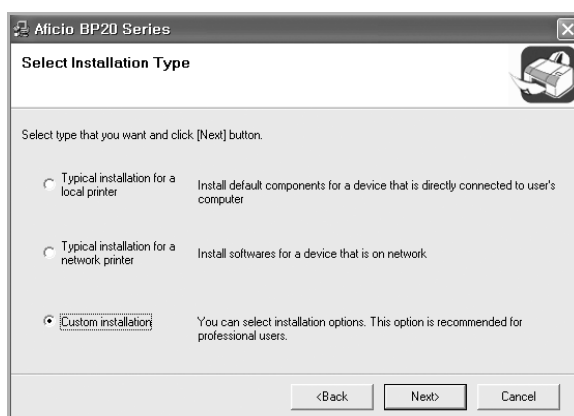 Aficio BP20 Series
Select Installation Type
Select type that you want and click [Next] button.
Typical installation for a
local printer
Install default components for a device that is directly connected to user's
computer
Typical installation for a
network printer
Install softwares for a device that is on network
Custom installation
You can select installation options. This option is recommended for
professional users.
<Back
Next>
Cancel